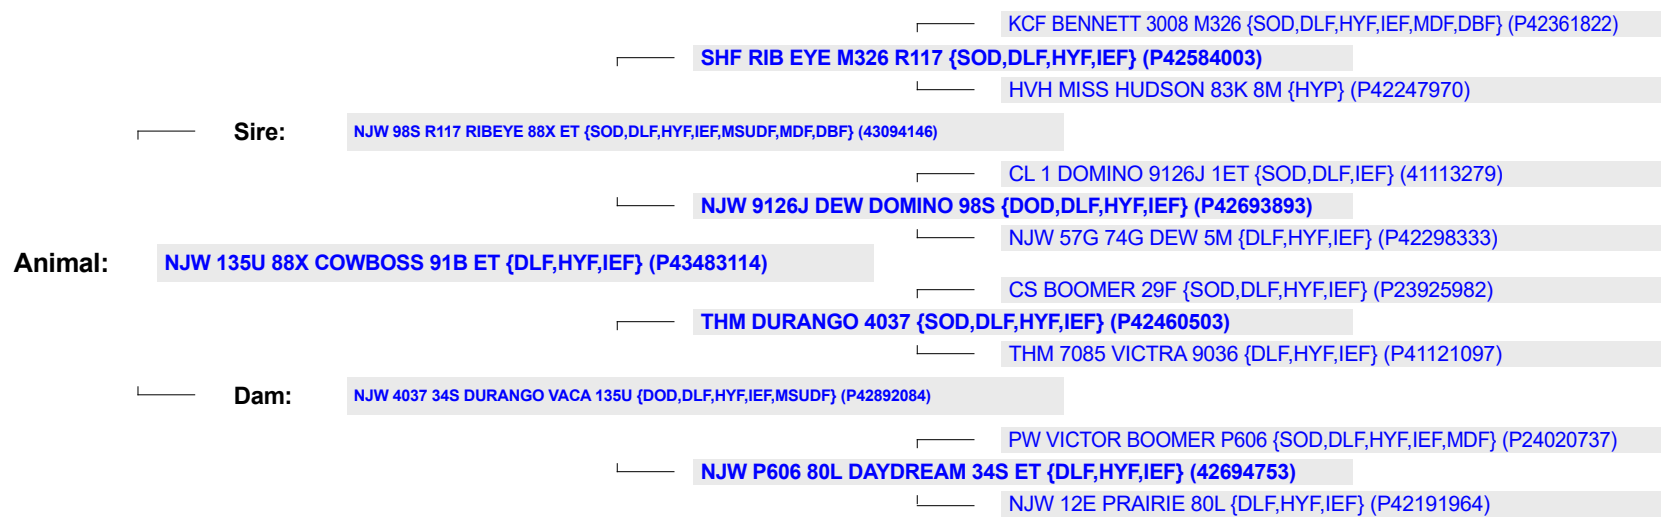 KCF BENNETT 3008 M326 {SOD,DLF,HYF,IEF,MDF,DBF} (P42361822)
SHF RIB EYE M326 R117 {SOD,DLF,HYF,IEF} (P42584003)
HVH MISS HUDSON 83K 8M {HYP} (P42247970)
Sire: NJW 98S R117 RIBEYE 88X ET {SOD,DLF,HYF,IEF,MSUDF,MDF,DBF} (43094146)
CL 1 DOMINO 9126J 1ET {SOD,DLF,IEF} (41113279)
NJW 9126J DEW DOMINO 98S {DOD,DLF,HYF,IEF} (P42693893)
NJW 57G 74G DEW 5M {DLF,HYF,IEF} (P42298333)
Animal: NJW 135U 88X COWBOSS 91B ET {DLF,HYF,IEF} (P43483114)
CS BOOMER 29F {SOD,DLF,HYF,IEF} (P23925982)
THM DURANGO 4037 {SOD,DLF,HYF,IEF} (P42460503)
THM 7085 VICTRA 9036 {DLF,HYF,IEF} (P41121097)
Dam: NJW 4037 34S DURANGO VACA 135U {DOD,DLF,HYF,IEF,MSUDF} (P42892084)
PW VICTOR BOOMER P606 {SOD,DLF,HYF,IEF,MDF} (P24020737)
NJW P606 80L DAYDREAM 34S ET {DLF,HYF,IEF} (42694753)
NJW 12E PRAIRIE 80L {DLF,HYF,IEF} (P42191964)